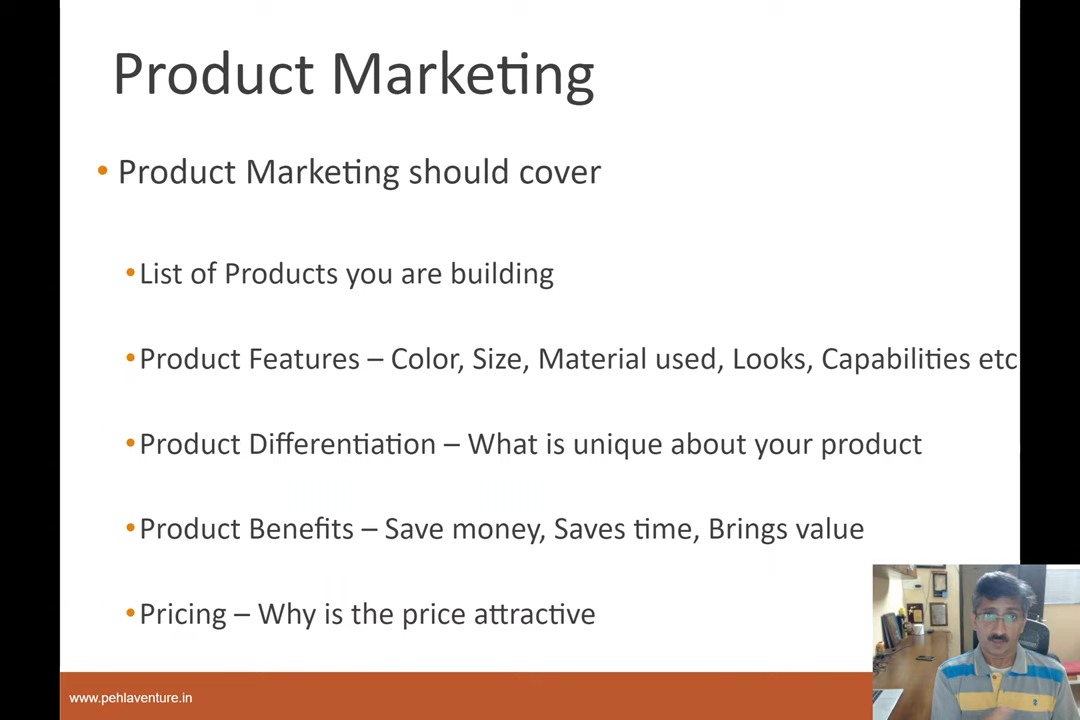 Product Marketing
• Product Marketing should cover
•List of Products you are building
•Product Features – Color, Size, Material used, Looks, Capabilities etc
•Product Differentiation – What is unique about your product
•Product Benefits – Save money, Saves time, Brings value
•Pricing – Why is the price attractive
www.pehlaventure.in